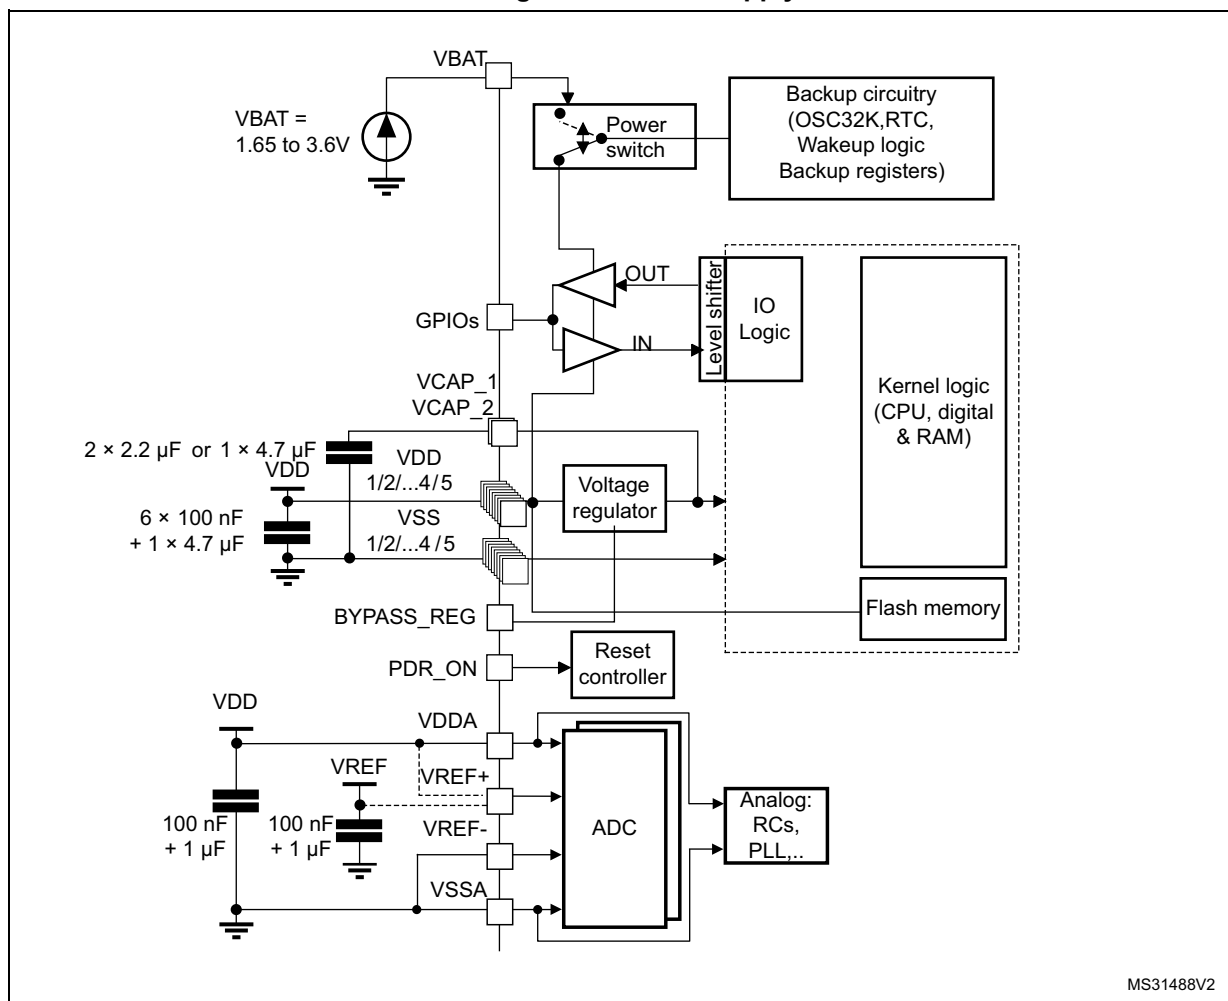 VBAT
VBAT =
1.65 to 3.6V
Power
switch
Backup circuitry
(OSC32K,RTC,
Wakeup logic
Backup registers)
OUT
GPIOs
IN
Level shifter
IO
Logic
Kernel logic
(CPU, digital
& RAM)
VCAP_1
VCAP_2
2 × 2.2 µF or 1 × 4.7 µF
VDD
VDD
1/2/...4/5
Voltage
regulator
6 × 100 nF
+ 1 × 4.7 µF
VSS
1/2/...4/5
Flash memory
BYPASS_REG
PDR_ON
Reset
controller
VDD
VDDA
VREF
VREF+
100 nF
+ 1 µF
100 nF
+ 1 µF
VREF-
ADC
Analog:
RCs,
PLL,..
VSSA
MS31488V2